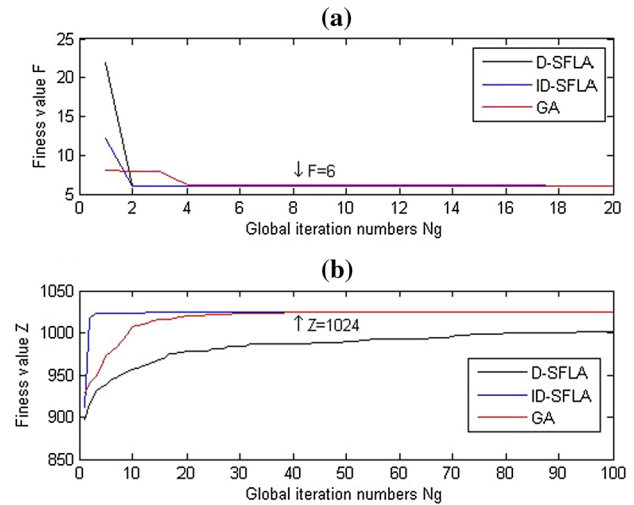 (a)
Finess value F
25
20
15
10
5
D-SFLA
ID-SFLA
GA
↓ F=6
0 2 4 6 8 10 12 14 16 18 20
Global iteration numbers Ng
(b)
Finess value Z
1050
1000
950
900
850
↑ Z=1024
D-SFLA
ID-SFLA
GA
0 10 20 30 40 50 60 70 80 90 100
Global iteration numbers Ng